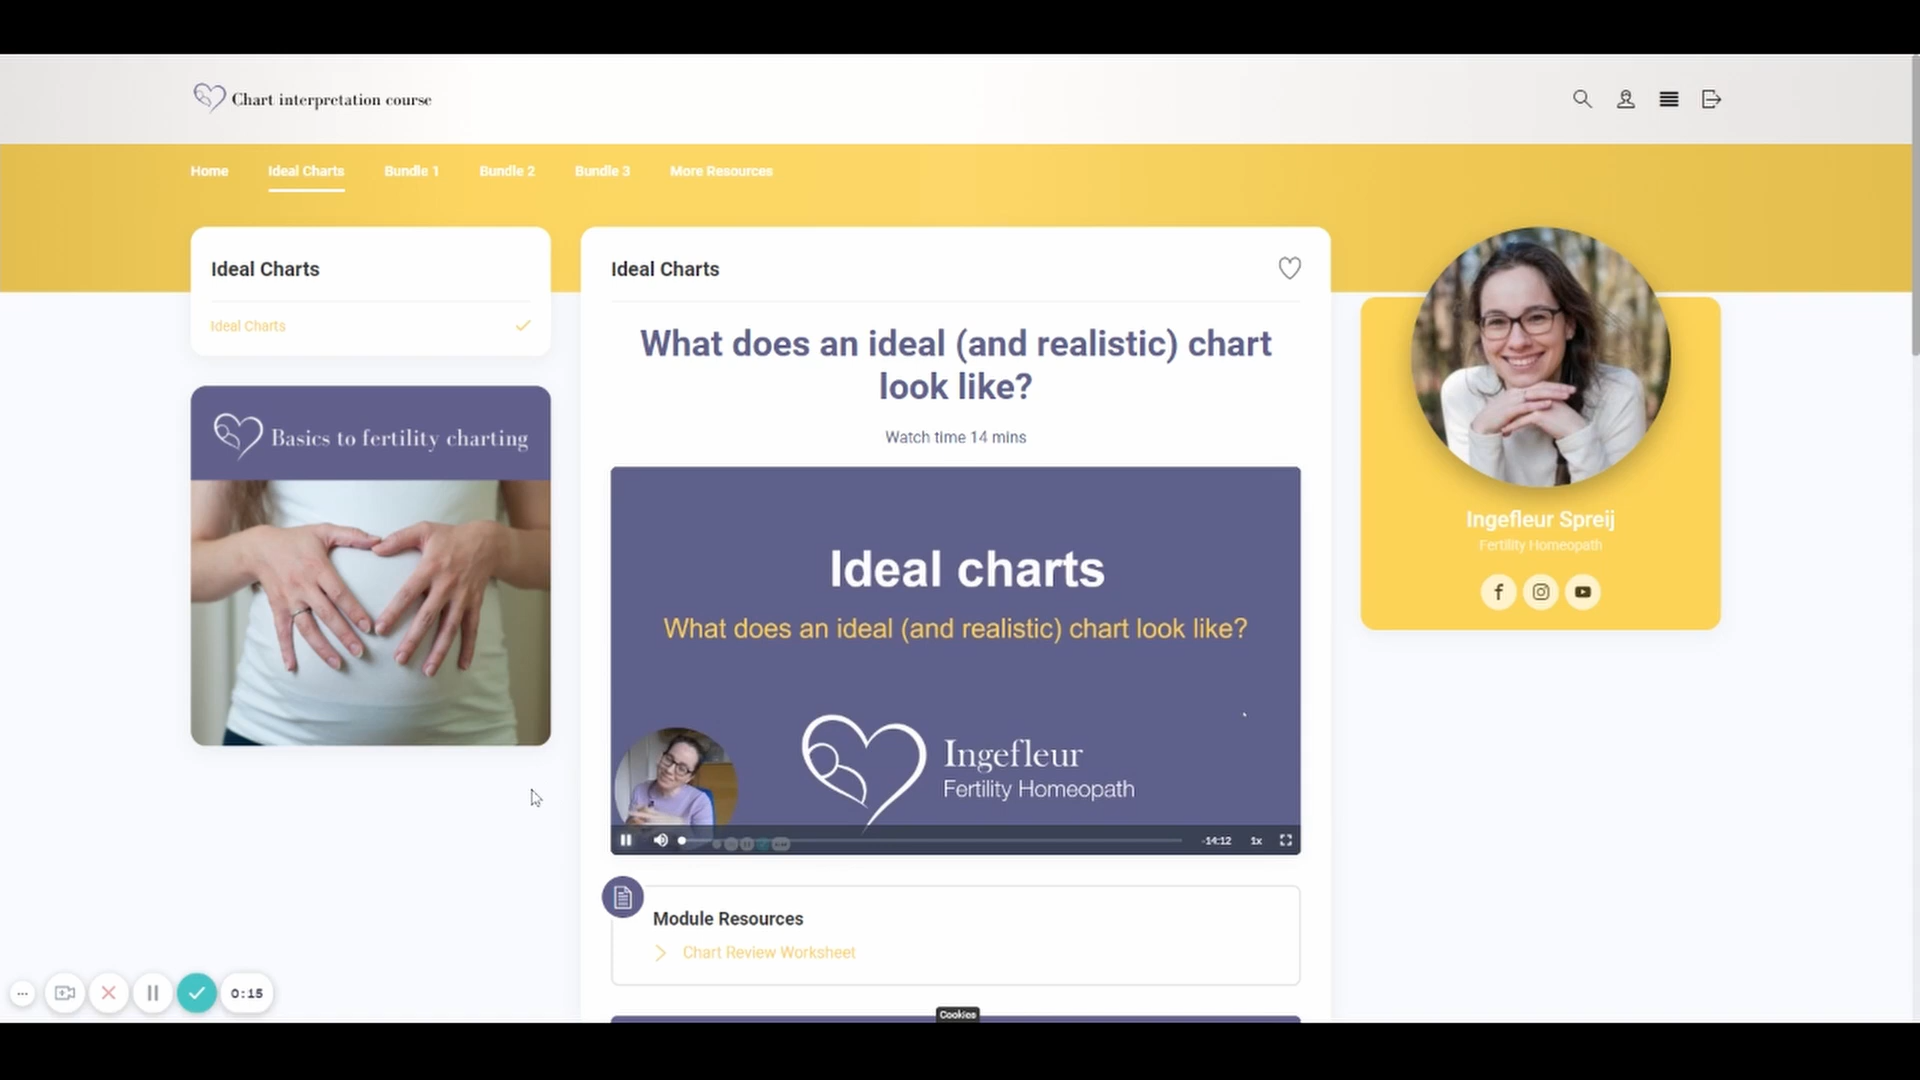 Chart interpretation course
Home
Ideal Charts
Bundle 1
Bundle 2
Bundle 3
More Resources
Ideal Charts
Ideal Charts
Basics to fertility charting
Ideal Charts
What does an ideal (and realistic) chart
look like?
Watch time 14 mins
Ideal charts
What does an ideal (and realistic) chart look like?
Ingefleur
Fertility Homeopath
-14:12
1x
Module Resources
Chart Review Worksheet
Ingefleur Spreij
Fertility Homeopath
0:15
Cookies